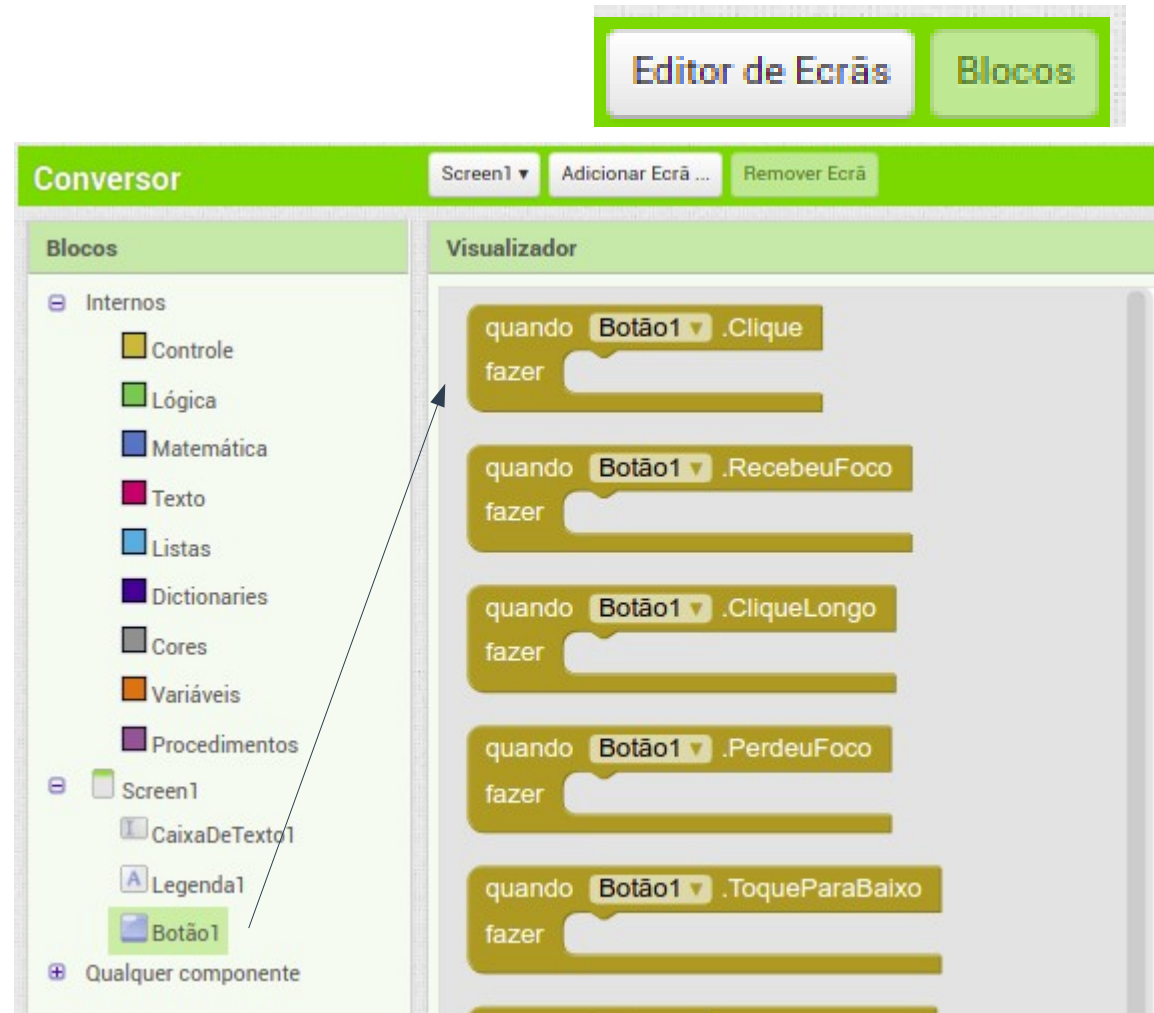 Editor de Ecrãs Blocos
Conversor Screen1 Adicionar Ecrã ... Remover Ecrã
Blocos
Internos
Controle
Lógica
Matemática
Texto
Listas
Dictionaries
Cores
Variáveis
Procedimentos
Screen1
CaixaDeTexto1
Legenda1
Botão1
Qualquer componente
Visualizador
quando Botão1 .Clique
fazer
quando Botão1 .RecebeuFoco
fazer
quando Botão1 .CliqueLongo
fazer
quando Botão1 .PerdeuFoco
fazer
quando Botão1 .ToqueParaBaixo
fazer